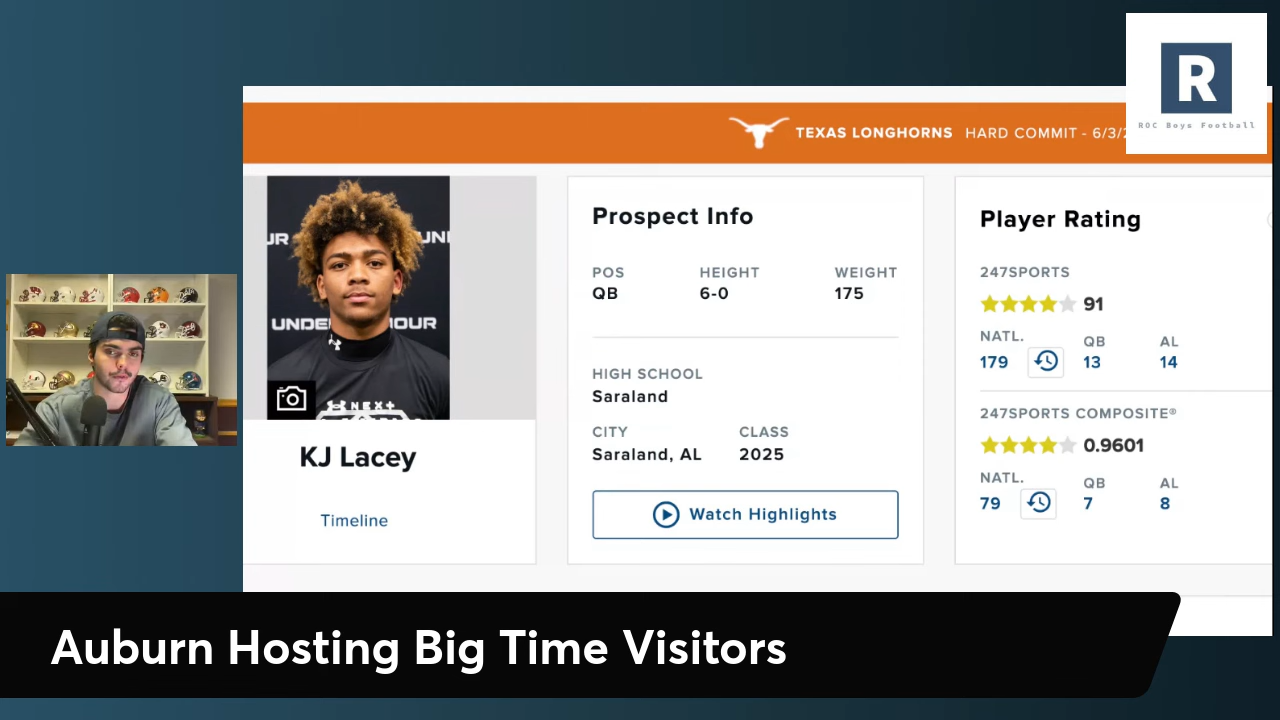 R
ROC Boys Football
TEXAS LONGHORNS HARD COMMIT - 6/3/2
UNDER ARMOUR
NEXT
KJ Lacey
Timeline
Prospect Info
POS HEIGHT WEIGHT
QB 6-0 175
HIGH SCHOOL
Saraland
CITY CLASS
Saraland, AL 2025
Watch Highlights
Player Rating
247SPORTS
91
NATL. QB AL
179 13 14
247SPORTS COMPOSITE®
0.9601
NATL. QB AL
79 7 8
Auburn Hosting Big Time Visitors